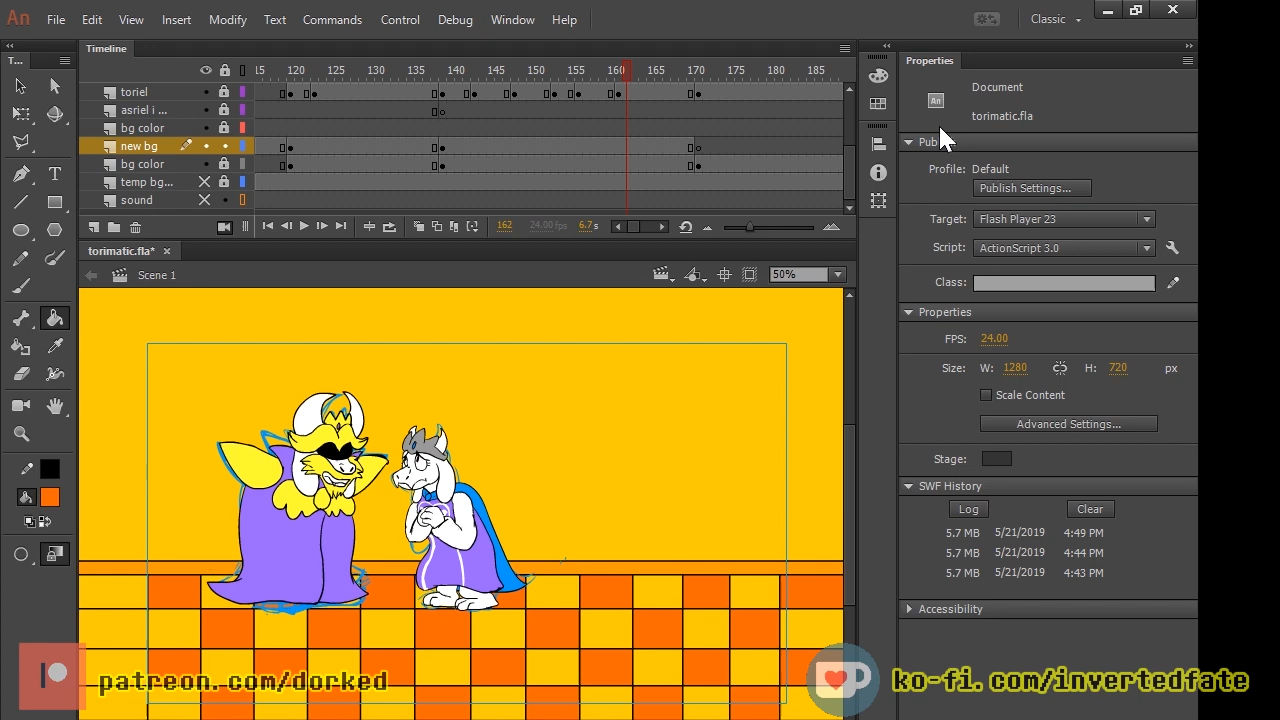 An File Edit View Insert Modify Text Commands Control Debug Window Help Classic
T... Timeline Properties
15 120 125 130 135 140 145 150 155 160 165 170 175 180 185
toriel
asriel i ...
bg color
new bg
bg color
temp bg...
sound
162 24.00 fps 6.7 s
torimatic.fla*
Scene 1 50%
An Document
torimatic.fla
Pub
Profile: Default
Publish Settings...
Target: Flash Player 23
Script: ActionScript 3.0
Class:
Properties
FPS: 24.00
Size: W: 1280 H: 720 px
Scale Content
Advanced Settings...
Stage:
SWF History
Log Clear
5.7 MB 5/21/2019 4:49 PM
5.7 MB 5/21/2019 4:44 PM
5.7 MB 5/21/2019 4:43 PM
Accessibility
patreon.com/dorked
ko-fi.com/invertedfate